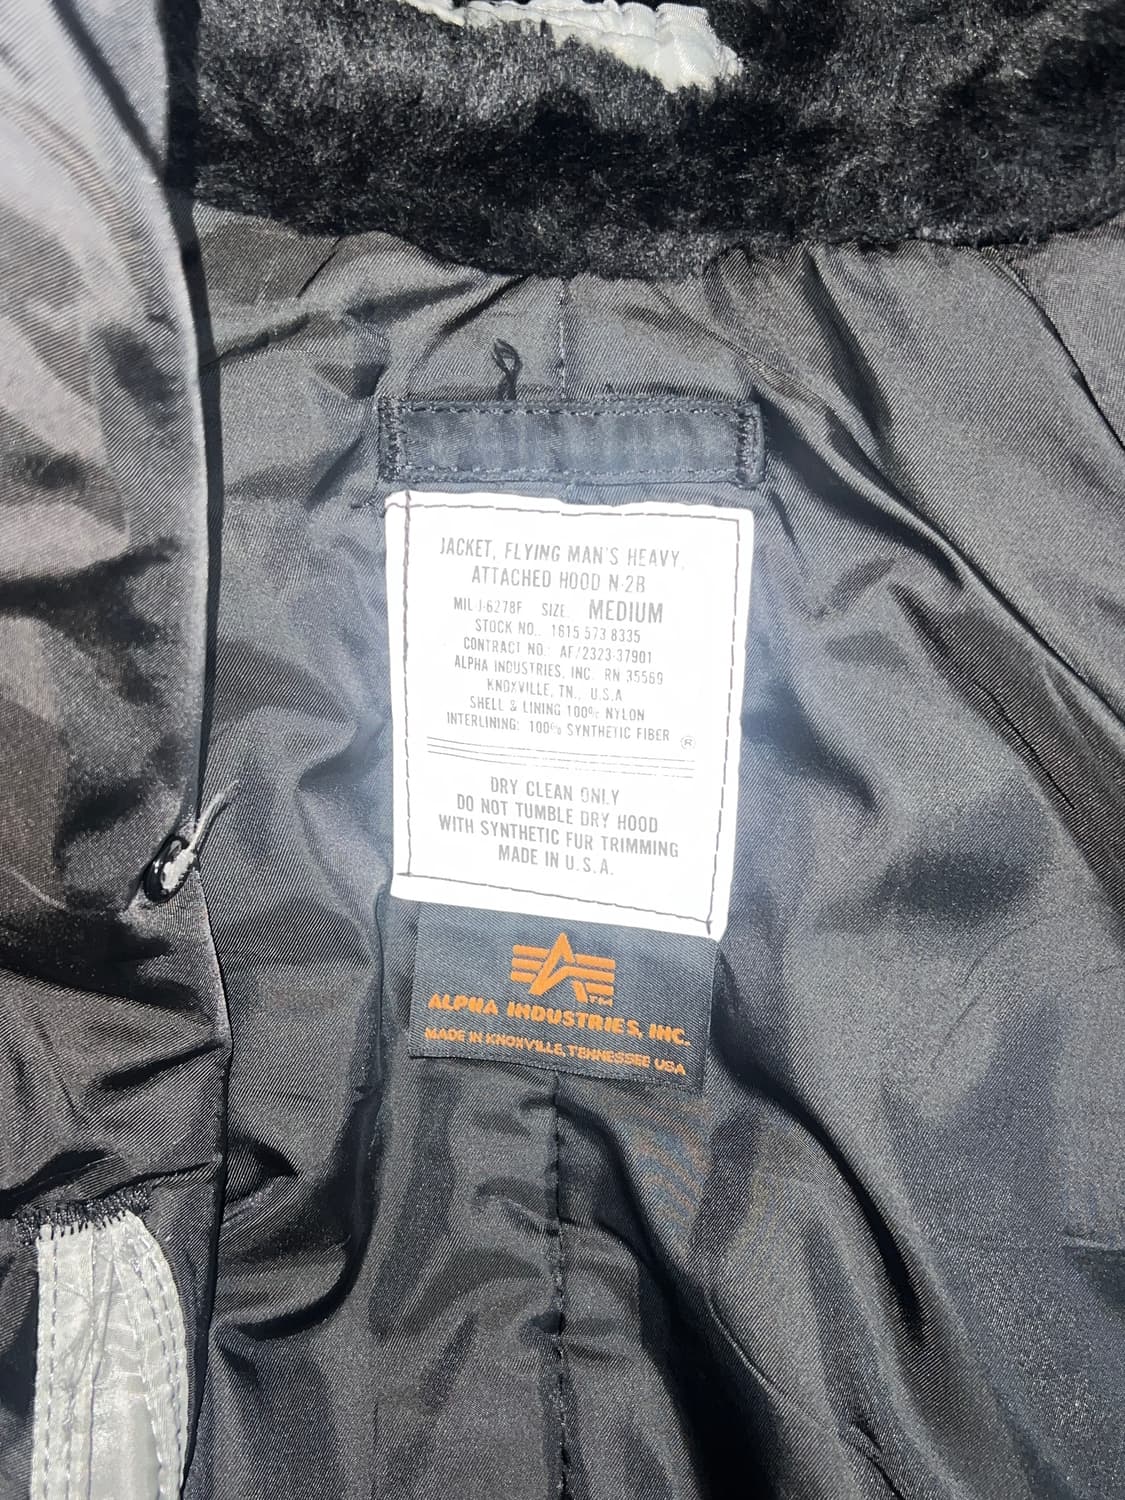 JACKET, FLYING MAN'S HEAVY,
ATTACHED HOOD N-2B
MIL J-6278F SIZE: MEDIUM
STOCK NO.. 1615 573 8335
CONTRACT NO.: AF/2323-37901
ALPHA INDUSTRIES, INC. RN 35569
KNOXVILLE, TN., U.S.A
SHELL & LINING 100% NYLON
INTERLINING: 100% SYNTHETIC FIBER ®
DRY CLEAN ONLY
DO NOT TUMBLE DRY HOOD
WITH SYNTHETIC FUR TRIMMING
MADE IN U.S.A.
TM
ALPHA INDUSTRIES, INC.
MADE IN KNOXVILLE, TENNESSEE USA